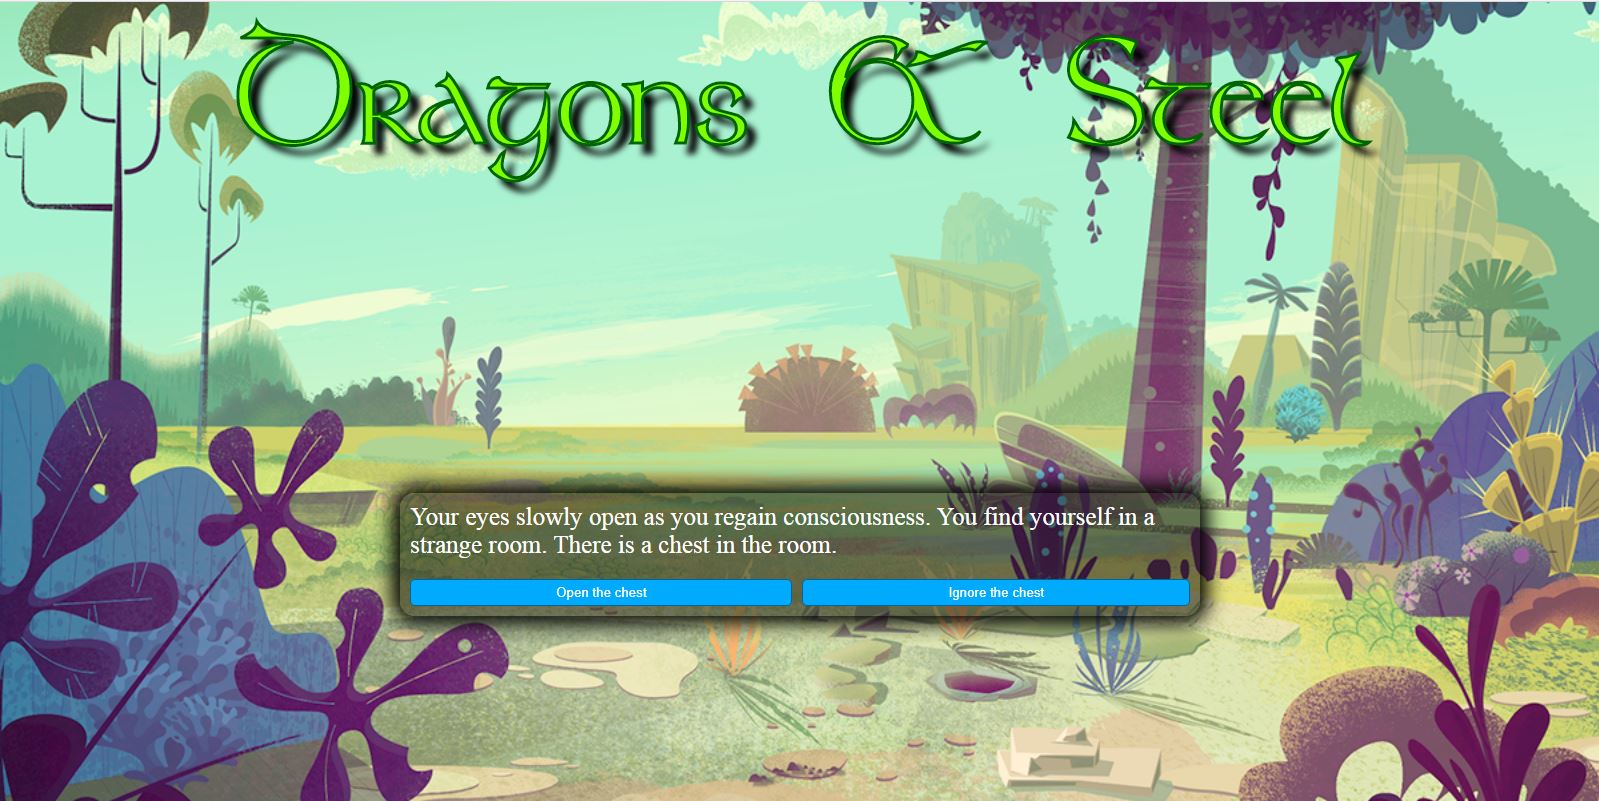 Dragons & Steel
Your eyes slowly open as you regain consciousness. You find yourself in a
strange room. There is a chest in the room.
Open the chest
Ignore the chest